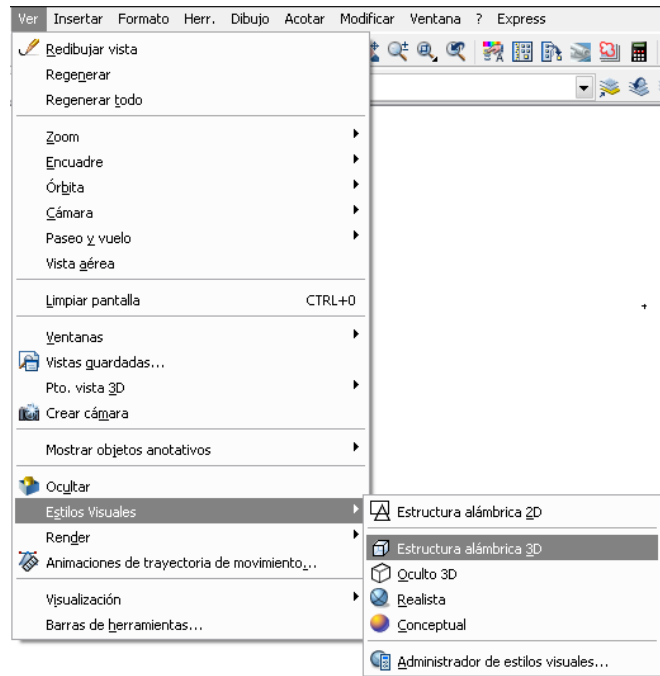 Ver Insertar Formato Herr. Dibujo Acotar Modificar Ventana ? Express
Redibujar vista
Regenerar
Regenerar todo
Zoom
Encuadre
Órbita
Cámara
Paseo y vuelo
Vista aérea
Limpiar pantalla CTRL+0
Ventanas
Vistas guardadas...
Pto. vista 3D
Crear cámara
Mostrar objetos anotativos
Ocultar
Estilos Visuales
Estructura alámbrica 2D
Render
Estructura alámbrica 3D
Animaciones de trayectoria de movimiento...
Oculto 3D
Visualización
Realista
Barras de herramientas...
Conceptual
Administrador de estilos visuales...